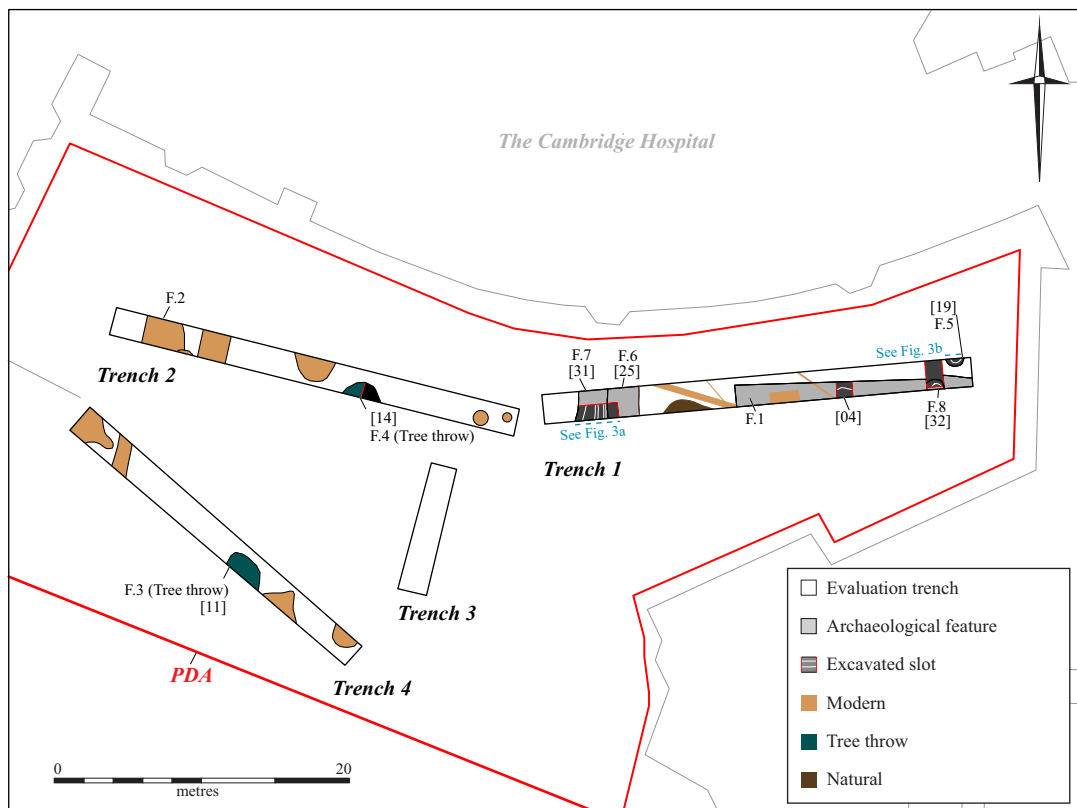 The Cambridge Hospital
F.2
Trench 2
[14]
F.4 (Tree throw)
F.7
[31]
F.6
[25]
See Fig. 3a
Trench 1
F.1
[04]
[19]
F.5
See Fig. 3b
F.8
[32]
Trench 3
F.3 (Tree throw)
[11]
Trench 4
PDA
0
20
metres
Evaluation trench
Archaeological feature
Excavated slot
Modern
Tree throw
Natural